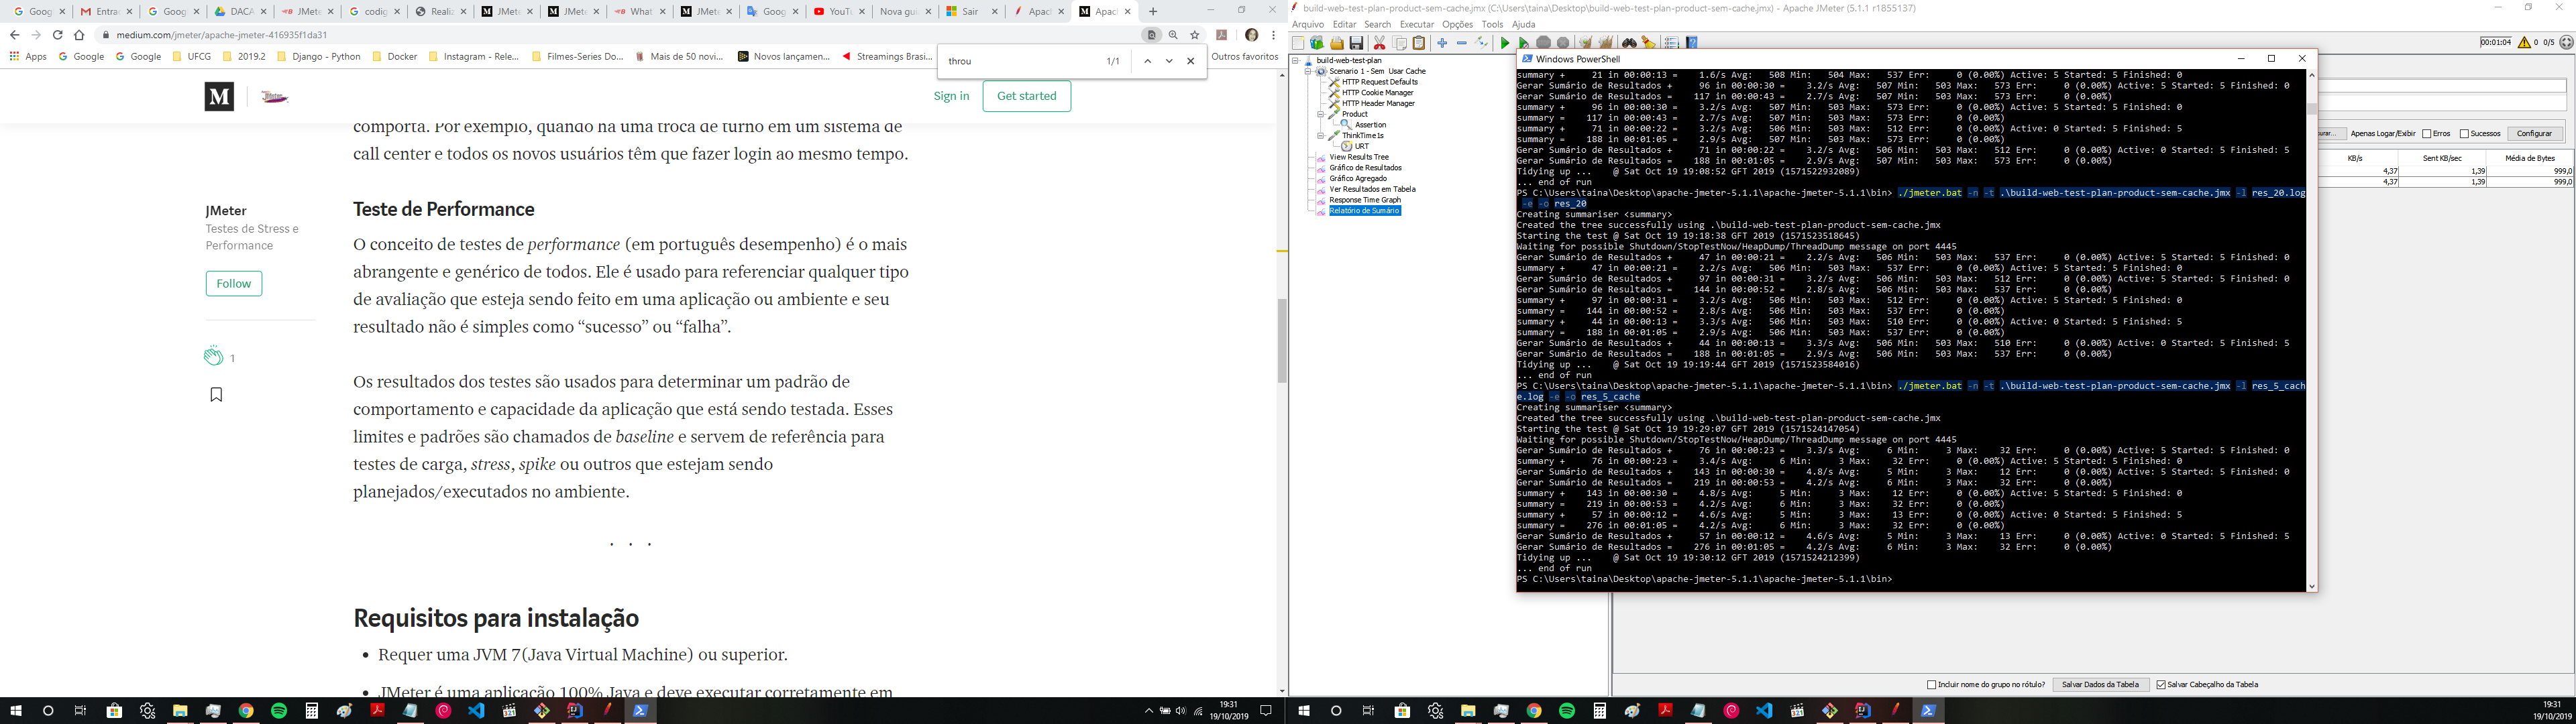 Goog
Entrad
Goog
DACA
JMete
codig
Realiz
JMete
JMete
What
JMete
Goog
YouTu
Nova gui
Sair
Apach
Apac
medium.com/jmeter/apache-jmeter-416935f1da31
Apps
Google
Google
UFCG
2019.2
Django - Python
Docker
Instagram - Rele...
Filmes-Series Do...
Mais de 50 novi...
Novos lançamen...
Streamings Brasi...
Outros favoritos
throu
1/1
Sign in
Get started
comporta. Por exemplo, quando há uma troca de turno em um sistema de
call center e todos os novos usuários têm que fazer login ao mesmo tempo.
JMeter
Testes de Stress e
Performance
Follow
1
Teste de Performance
O conceito de testes de performance (em português desempenho) é o mais
abrangente e genérico de todos. Ele é usado para referenciar qualquer tipo
de avaliação que esteja sendo feito em uma aplicação ou ambiente e seu
resultado não é simples como “sucesso” ou “falha”.
Os resultados dos testes são usados para determinar um padrão de
comportamento e capacidade da aplicação que está sendo testada. Esses
limites e padrões são chamados de baseline e servem de referência para
testes de carga, stress, spike ou outros que estejam sendo
planejados/executados no ambiente.
. . .
Requisitos para instalação
• Requer uma JVM 7(Java Virtual Machine) ou superior.
• JMeter é uma aplicação 100% Java e deve executar corretamente em
19:31
19/10/2019
build-web-test-plan-product-sem-cache.jmx (C:\Users\taina\Desktop\build-web-test-plan-product-sem-cache.jmx) - Apache JMeter (5.1.1 r1855137)
Arquivo Editar Search Executar Opções Tools Ajuda
00:01:04
0 0/5
build-web-test-plan
Scenario 1 - Sem Usar Cache
HTTP Request Defaults
HTTP Cookie Manager
HTTP Header Manager
Product
Assertion
ThinkTime 1s
URT
View Results Tree
Gráfico de Resultados
Gráfico Agregado
Ver Resultados em Tabela
Response Time Graph
Relatório de Sumário
Windows PowerShell
summary + 21 in 00:00:13 = 1.6/s Avg: 508 Min: 504 Max: 537 Err: 0 (0.00%) Active: 5 Started: 5 Finished: 0
Gerar Sumário de Resultados + 96 in 00:00:30 = 3.2/s Avg: 507 Min: 503 Max: 573 Err: 0 (0.00%) Active: 5 Started: 5 Finished: 0
Gerar Sumário de Resultados = 117 in 00:00:43 = 2.7/s Avg: 507 Min: 503 Max: 573 Err: 0 (0.00%)
summary + 96 in 00:00:30 = 3.2/s Avg: 507 Min: 503 Max: 573 Err: 0 (0.00%) Active: 5 Started: 5 Finished: 0
summary = 117 in 00:00:43 = 2.7/s Avg: 507 Min: 503 Max: 573 Err: 0 (0.00%)
summary + 71 in 00:00:22 = 3.2/s Avg: 506 Min: 503 Max: 512 Err: 0 (0.00%) Active: 0 Started: 5 Finished: 5
summary = 188 in 00:01:05 = 2.9/s Avg: 507 Min: 503 Max: 573 Err: 0 (0.00%)
Gerar Sumário de Resultados + 71 in 00:00:22 = 3.2/s Avg: 506 Min: 503 Max: 512 Err: 0 (0.00%) Active: 0 Started: 5 Finished: 5
Gerar Sumário de Resultados = 188 in 00:01:05 = 2.9/s Avg: 507 Min: 503 Max: 573 Err: 0 (0.00%)
Tidying up ... @ Sat Oct 19 19:08:52 GFT 2019 (1571522932089)
... end of run
PS C:\Users\taina\Desktop\apache-jmeter-5.1.1\apache-jmeter-5.1.1\bin> ./jmeter.bat -n -t .\build-web-test-plan-product-sem-cache.jmx -l res_20.log
-e -o res_20
Creating summariser <summary>
Created the tree successfully using .\build-web-test-plan-product-sem-cache.jmx
Starting the test @ Sat Oct 19 19:18:38 GFT 2019 (1571523518645)
Waiting for possible Shutdown/StopTestNow/HeapDump/ThreadDump message on port 4445
Gerar Sumário de Resultados + 47 in 00:00:21 = 2.2/s Avg: 506 Min: 503 Max: 537 Err: 0 (0.00%) Active: 5 Started: 5 Finished: 0
summary + 47 in 00:00:21 = 2.2/s Avg: 506 Min: 503 Max: 537 Err: 0 (0.00%) Active: 5 Started: 5 Finished: 0
Gerar Sumário de Resultados + 97 in 00:00:31 = 3.2/s Avg: 506 Min: 503 Max: 512 Err: 0 (0.00%) Active: 5 Started: 5 Finished: 0
Gerar Sumário de Resultados = 144 in 00:00:52 = 2.8/s Avg: 506 Min: 503 Max: 537 Err: 0 (0.00%)
summary + 97 in 00:00:31 = 3.2/s Avg: 506 Min: 503 Max: 512 Err: 0 (0.00%) Active: 5 Started: 5 Finished: 0
summary = 144 in 00:00:52 = 2.8/s Avg: 506 Min: 503 Max: 537 Err: 0 (0.00%)
summary + 44 in 00:00:13 = 3.3/s Avg: 506 Min: 503 Max: 510 Err: 0 (0.00%) Active: 0 Started: 5 Finished: 5
summary = 188 in 00:01:05 = 2.9/s Avg: 506 Min: 503 Max: 537 Err: 0 (0.00%)
Gerar Sumário de Resultados + 44 in 00:00:13 = 3.3/s Avg: 506 Min: 503 Max: 510 Err: 0 (0.00%) Active: 0 Started: 5 Finished: 5
Gerar Sumário de Resultados = 188 in 00:01:05 = 2.9/s Avg: 506 Min: 503 Max: 537 Err: 0 (0.00%)
Tidying up ... @ Sat Oct 19 19:19:44 GFT 2019 (1571523584016)
... end of run
PS C:\Users\taina\Desktop\apache-jmeter-5.1.1\apache-jmeter-5.1.1\bin> ./jmeter.bat -n -t .\build-web-test-plan-product-sem-cache.jmx -l res_5_cach
e.log -e -o res_5_cache
Creating summariser <summary>
Created the tree successfully using .\build-web-test-plan-product-sem-cache.jmx
Starting the test @ Sat Oct 19 19:29:07 GFT 2019 (1571524147054)
Waiting for possible Shutdown/StopTestNow/HeapDump/ThreadDump message on port 4445
Gerar Sumário de Resultados + 76 in 00:00:23 = 3.3/s Avg: 6 Min: 3 Max: 32 Err: 0 (0.00%) Active: 5 Started: 5 Finished: 0
summary + 76 in 00:00:23 = 3.4/s Avg: 6 Min: 3 Max: 32 Err: 0 (0.00%) Active: 5 Started: 5 Finished: 0
Gerar Sumário de Resultados + 143 in 00:00:30 = 4.8/s Avg: 5 Min: 3 Max: 12 Err: 0 (0.00%) Active: 5 Started: 5 Finished: 0
Gerar Sumário de Resultados = 219 in 00:00:53 = 4.2/s Avg: 6 Min: 3 Max: 32 Err: 0 (0.00%)
summary + 143 in 00:00:30 = 4.8/s Avg: 5 Min: 3 Max: 12 Err: 0 (0.00%) Active: 5 Started: 5 Finished: 0
summary = 219 in 00:00:53 = 4.2/s Avg: 6 Min: 3 Max: 32 Err: 0 (0.00%)
summary + 57 in 00:00:12 = 4.6/s Avg: 5 Min: 3 Max: 13 Err: 0 (0.00%) Active: 0 Started: 5 Finished: 5
summary = 276 in 00:01:05 = 4.2/s Avg: 6 Min: 3 Max: 32 Err: 0 (0.00%)
Gerar Sumário de Resultados + 57 in 00:00:12 = 4.6/s Avg: 5 Min: 3 Max: 13 Err: 0 (0.00%) Active: 0 Started: 5 Finished: 5
Gerar Sumário de Resultados = 276 in 00:01:05 = 4.2/s Avg: 6 Min: 3 Max: 32 Err: 0 (0.00%)
Tidying up ... @ Sat Oct 19 19:30:12 GFT 2019 (1571524212399)
... end of run
PS C:\Users\taina\Desktop\apache-jmeter-5.1.1\apache-jmeter-5.1.1\bin>
urar...
Apenas Logar/Exibir
Erros
Sucessos
Configurar
KB/s Sent KB/sec Média de Bytes
4,37 1,39 999,0
4,37 1,39 999,0
Incluir nome do grupo no rótulo?
Salvar Dados da Tabela
Salvar Cabeçalho da Tabela
19:31
19/10/2019